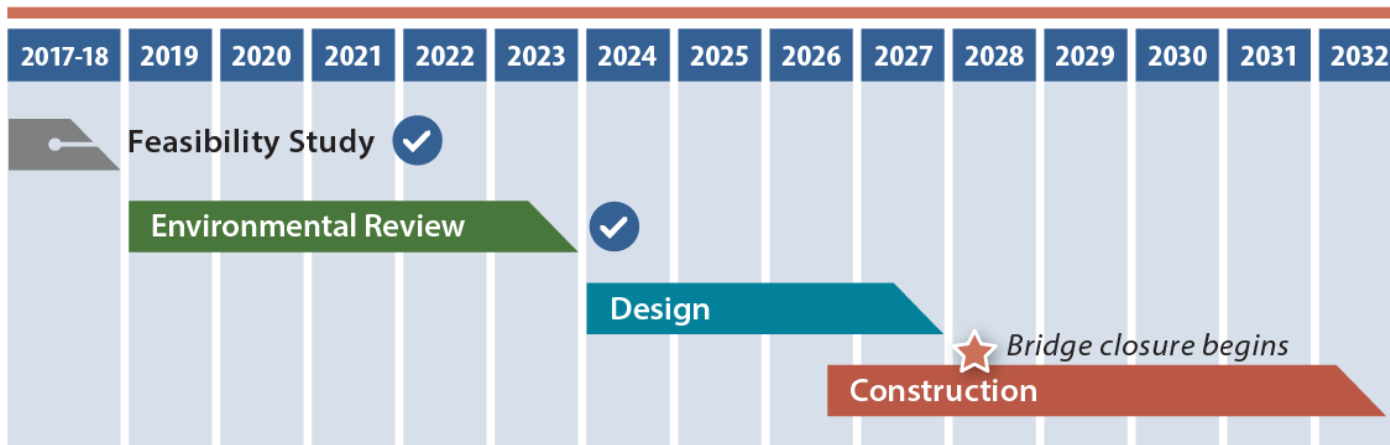 2017-18 2019 2020 2021 2022 2023 2024 2025 2026 2027 2028 2029 2030 2031 2032
Feasibility Study
Environmental Review
Design
Bridge closure begins
Construction